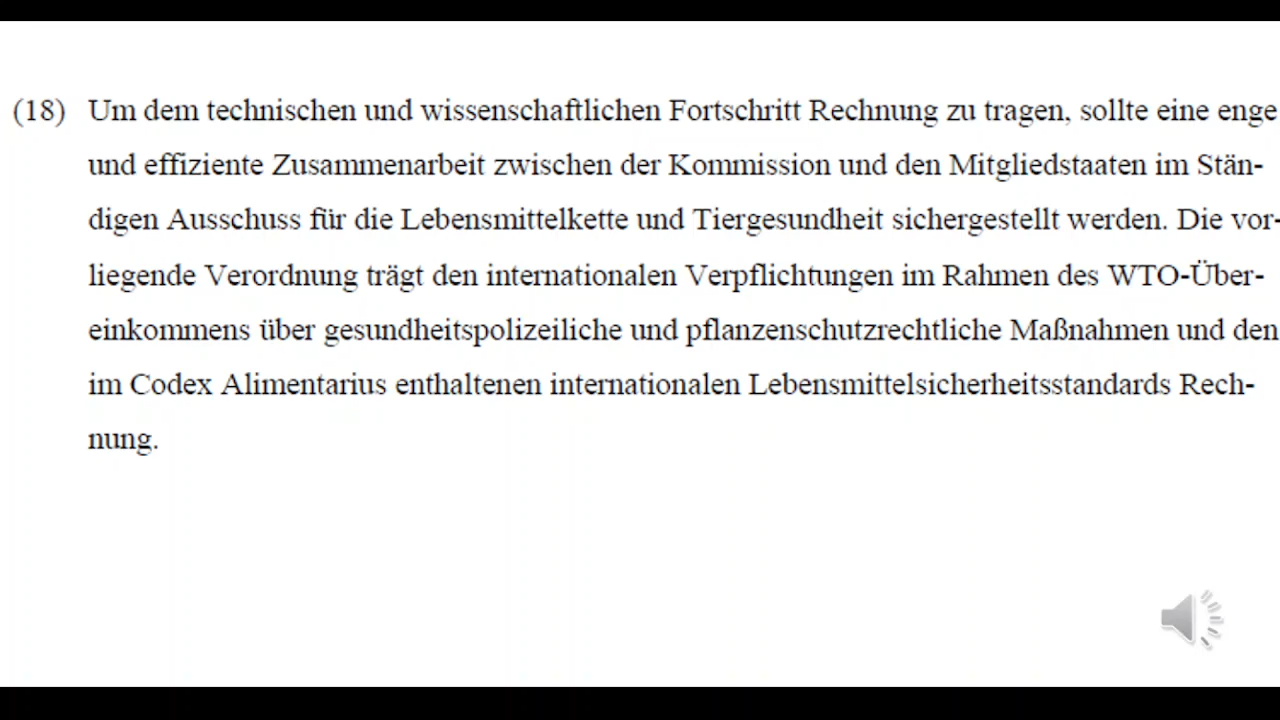 (18) Um dem technischen und wissenschaftlichen Fortschritt Rechnung zu tragen, sollte eine enge
und effiziente Zusammenarbeit zwischen der Kommission und den Mitgliedstaaten im Stän-
digen Ausschuss für die Lebensmittelkette und Tiergesundheit sichergestellt werden. Die vor-
liegende Verordnung trägt den internationalen Verpflichtungen im Rahmen des WTO-Über-
einkommens über gesundheitspolizeiliche und pflanzenschutzrechtliche Maßnahmen und den
im Codex Alimentarius enthaltenen internationalen Lebensmittelsicherheitsstandards Rech-
nung.